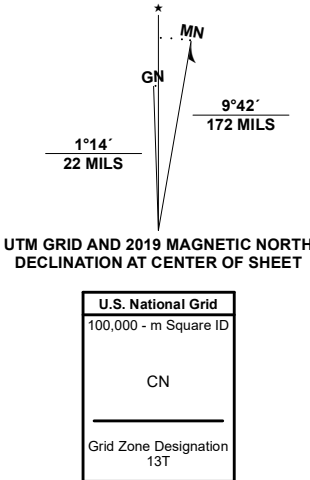 ★
MN
GN
9°42´
172 MILS
1°14´
22 MILS
UTM GRID AND 2019 MAGNETIC NORTH
DECLINATION AT CENTER OF SHEET
U.S. National Grid
100,000 - m Square ID
CN
Grid Zone Designation
13T